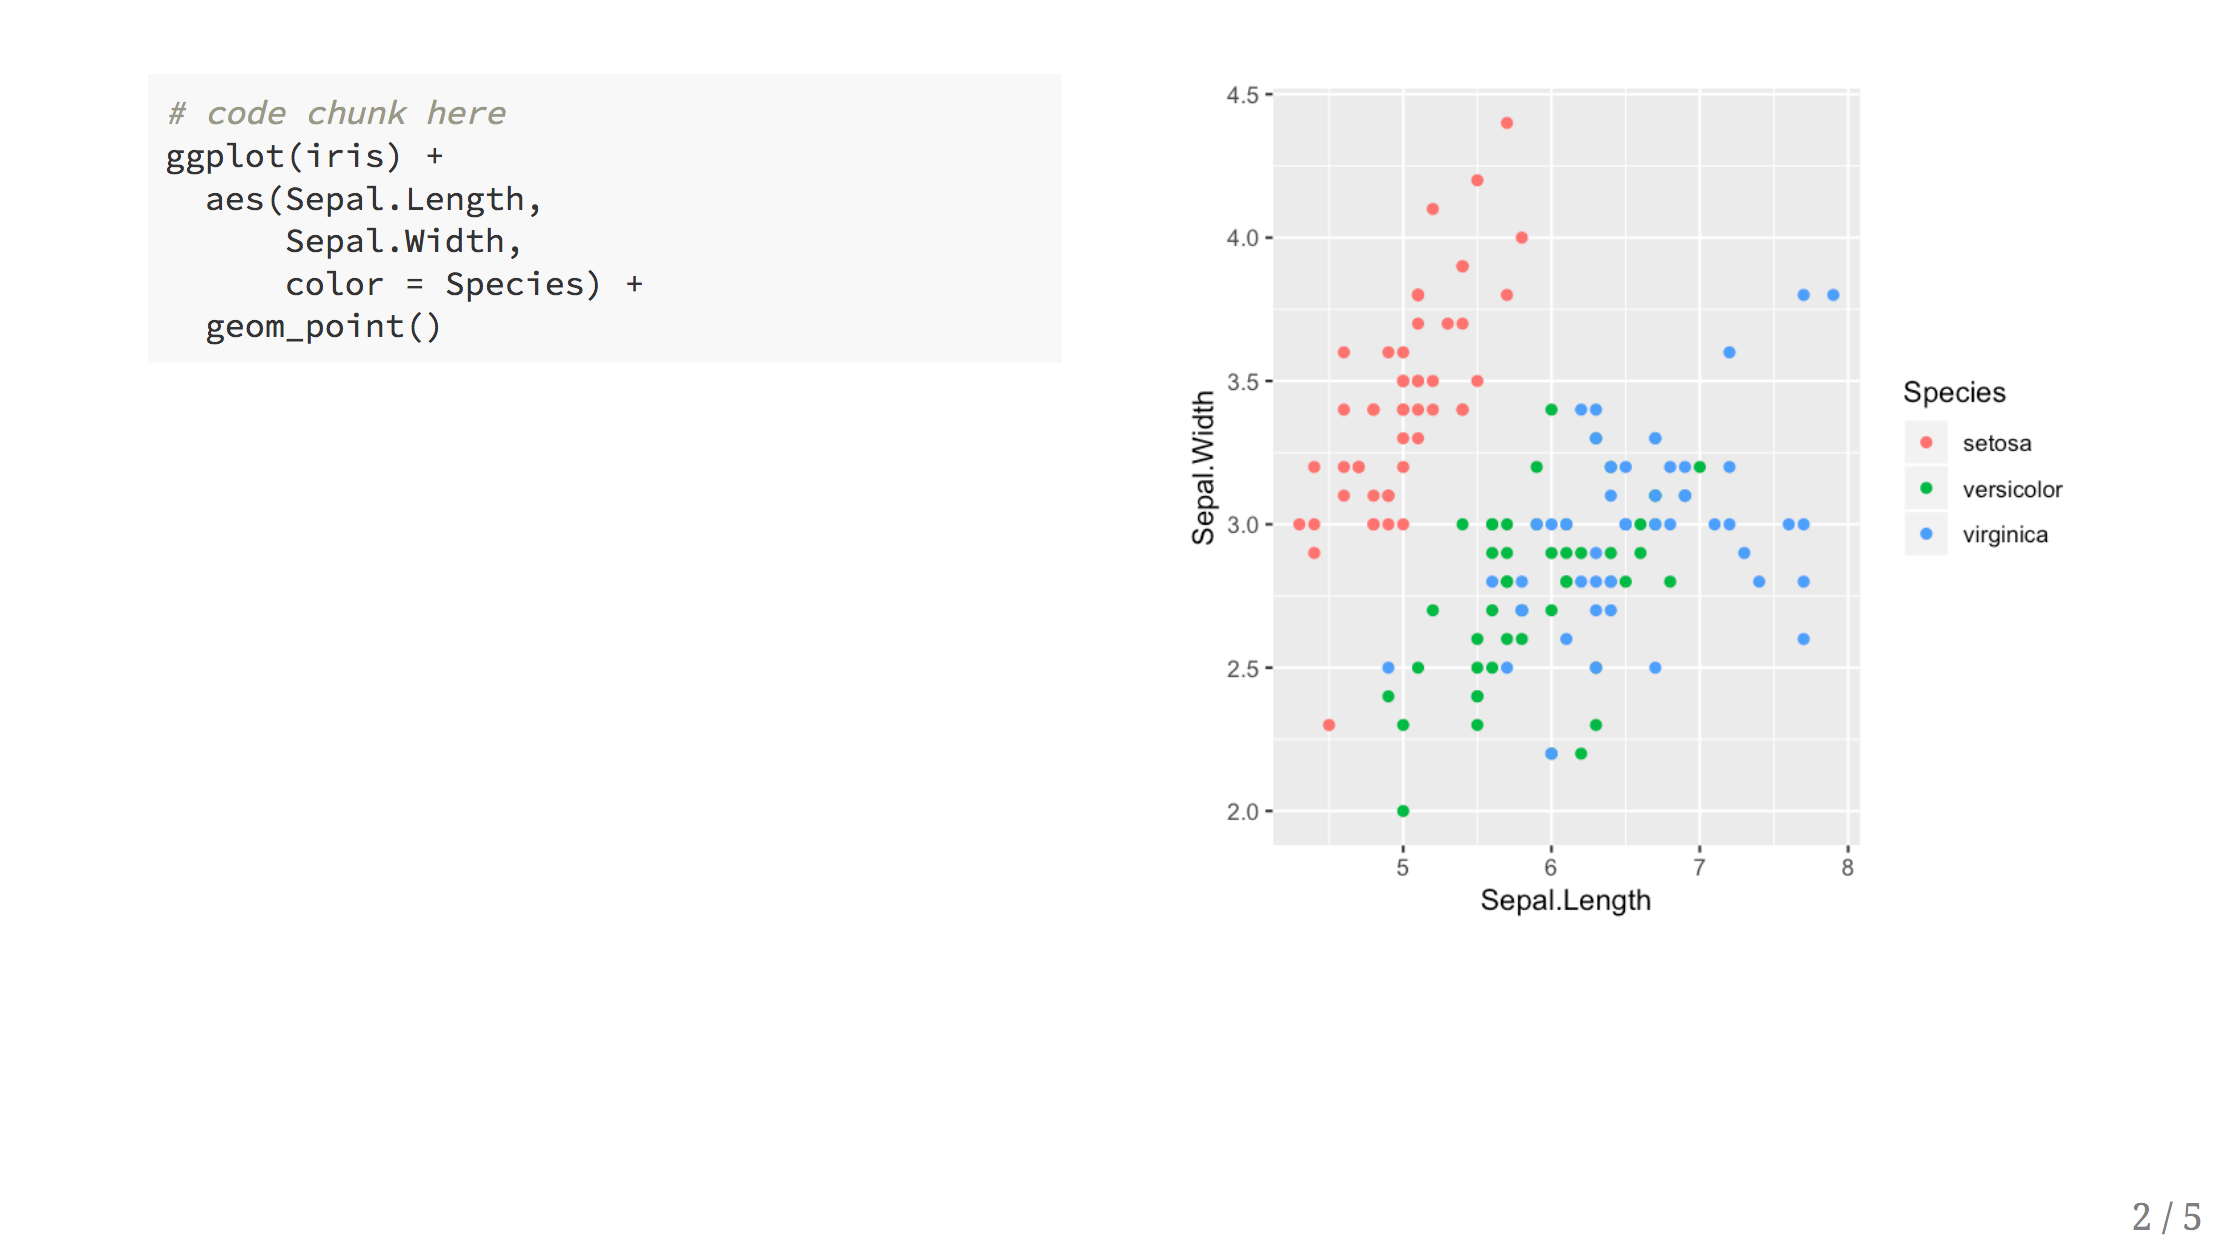 # code chunk here
ggplot(iris) +
  aes(Sepal.Length,
      Sepal.Width,
      color = Species) +
  geom_point()
4.5
4.0
3.5
3.0
2.5
2.0
Sepal.Width
5 6 7 8
Sepal.Length
Species
setosa
versicolor
virginica
2 / 5